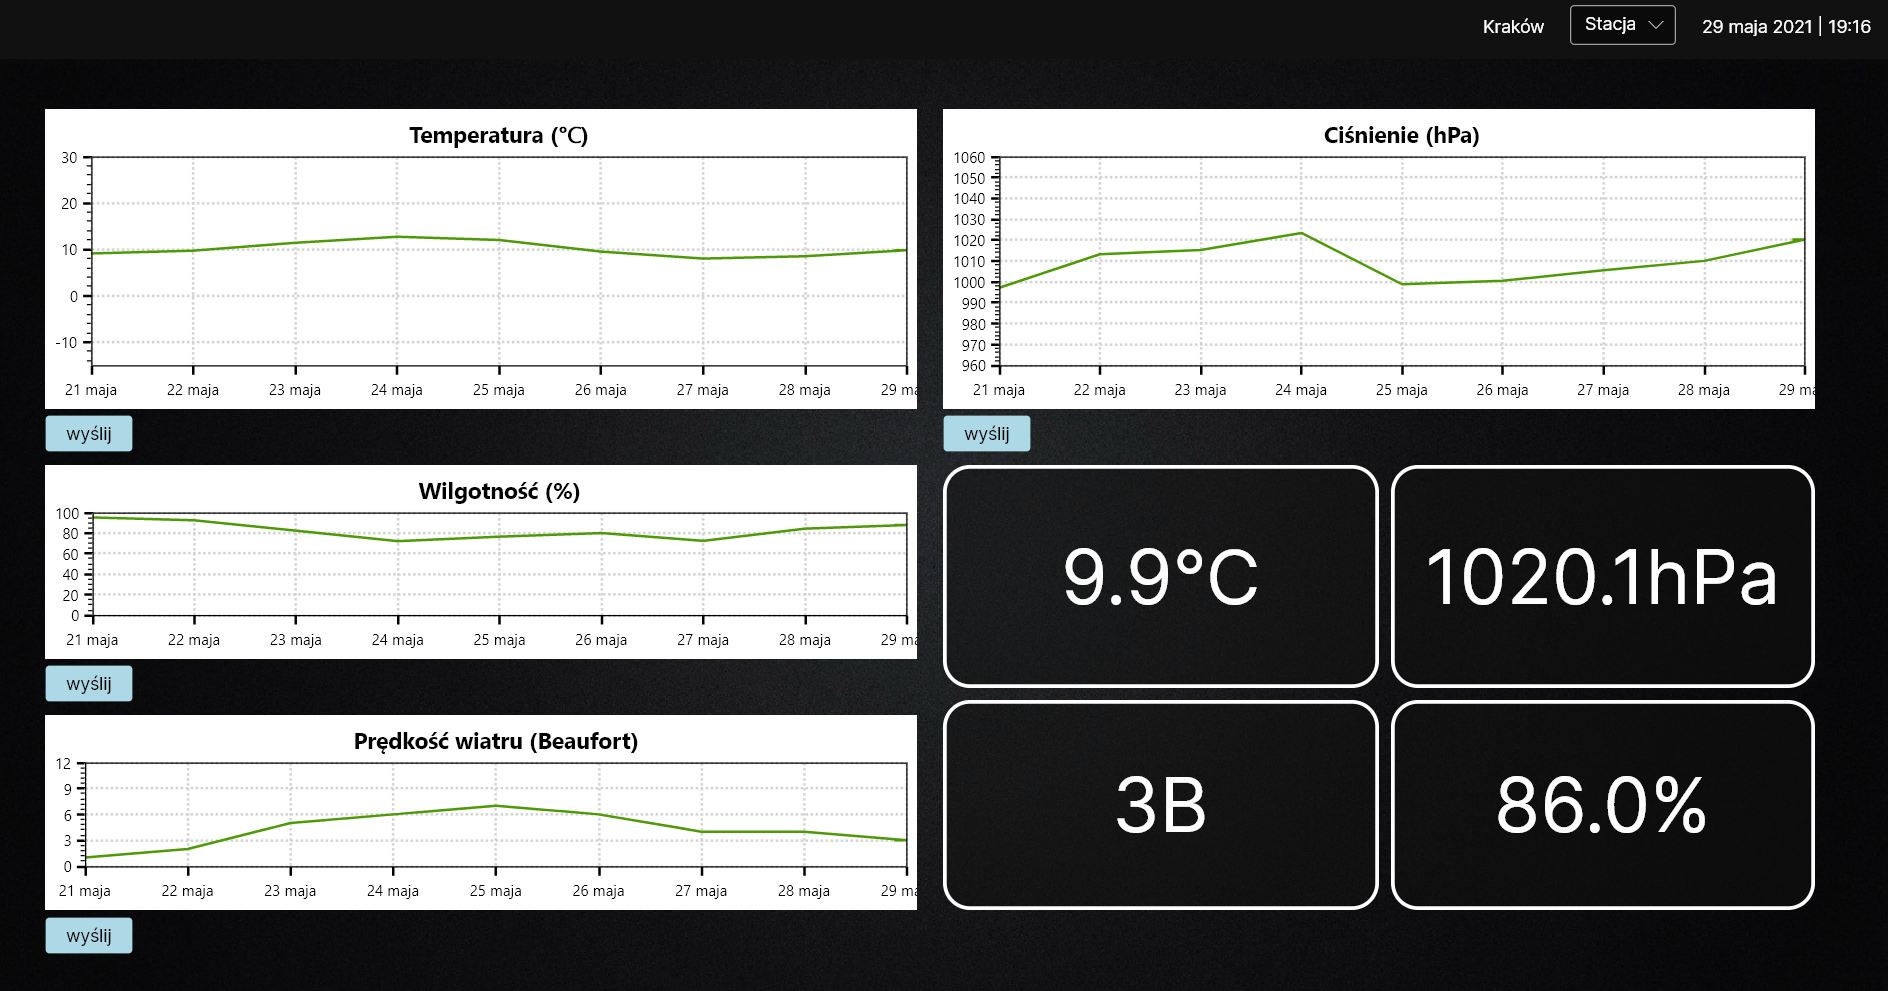 Kraków Stacja 29 maja 2021 | 19:16
Temperatura (°C)
30
20
10
0
-10
21 maja 22 maja 23 maja 24 maja 25 maja 26 maja 27 maja 28 maja 29 ma
wyślij
Ciśnienie (hPa)
1060
1050
1040
1030
1020
1010
1000
990
980
970
960
21 maja 22 maja 23 maja 24 maja 25 maja 26 maja 27 maja 28 maja 29 ma
wyślij
Wilgotność (%)
100
80
60
40
20
0
21 maja 22 maja 23 maja 24 maja 25 maja 26 maja 27 maja 28 maja 29 ma
wyślij
9.9°C 1020.1hPa
Prędkość wiatru (Beaufort)
12
9
6
3
0
21 maja 22 maja 23 maja 24 maja 25 maja 26 maja 27 maja 28 maja 29 ma
wyślij
3B 86.0%